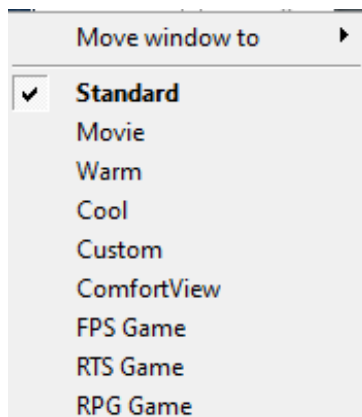 Move window to
Standard
Movie
Warm
Cool
Custom
ComfortView
FPS Game
RTS Game
RPG Game